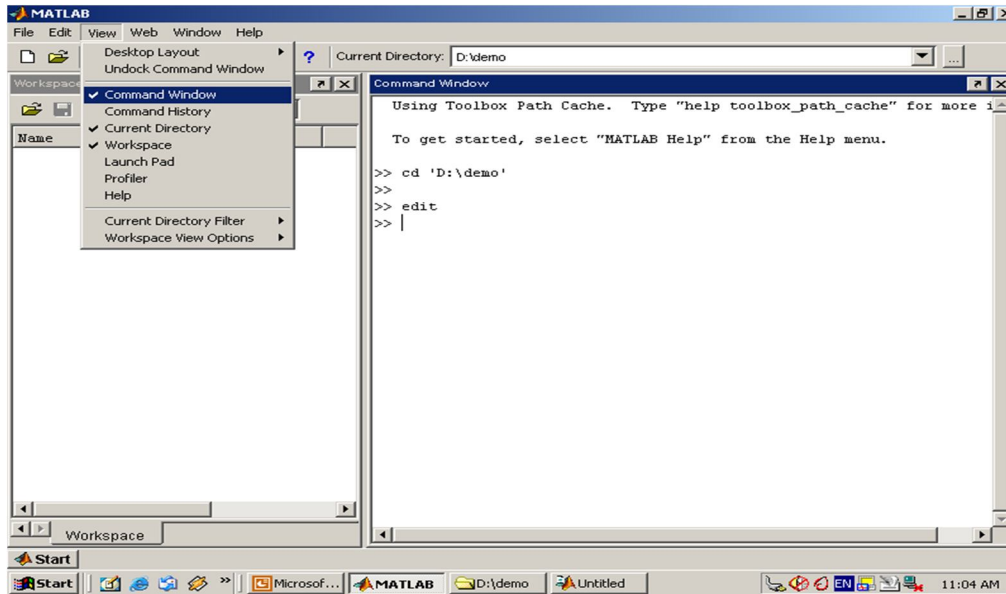 MATLAB
File Edit View Web Window Help
Current Directory: D:\demo
...
Desktop Layout
Undock Command Window
Command Window
Command History
Current Directory
Workspace
Launch Pad
Profiler
Help
Current Directory Filter
Workspace View Options
Workspace
Name
Workspace
Command Window
Using Toolbox Path Cache. Type "help toolbox_path_cache" for more i
To get started, select "MATLAB Help" from the Help menu.
>> cd 'D:\demo'
>>
>> edit
>>
Start
Start Microsof... MATLAB D:\demo Untitled EN 11:04 AM